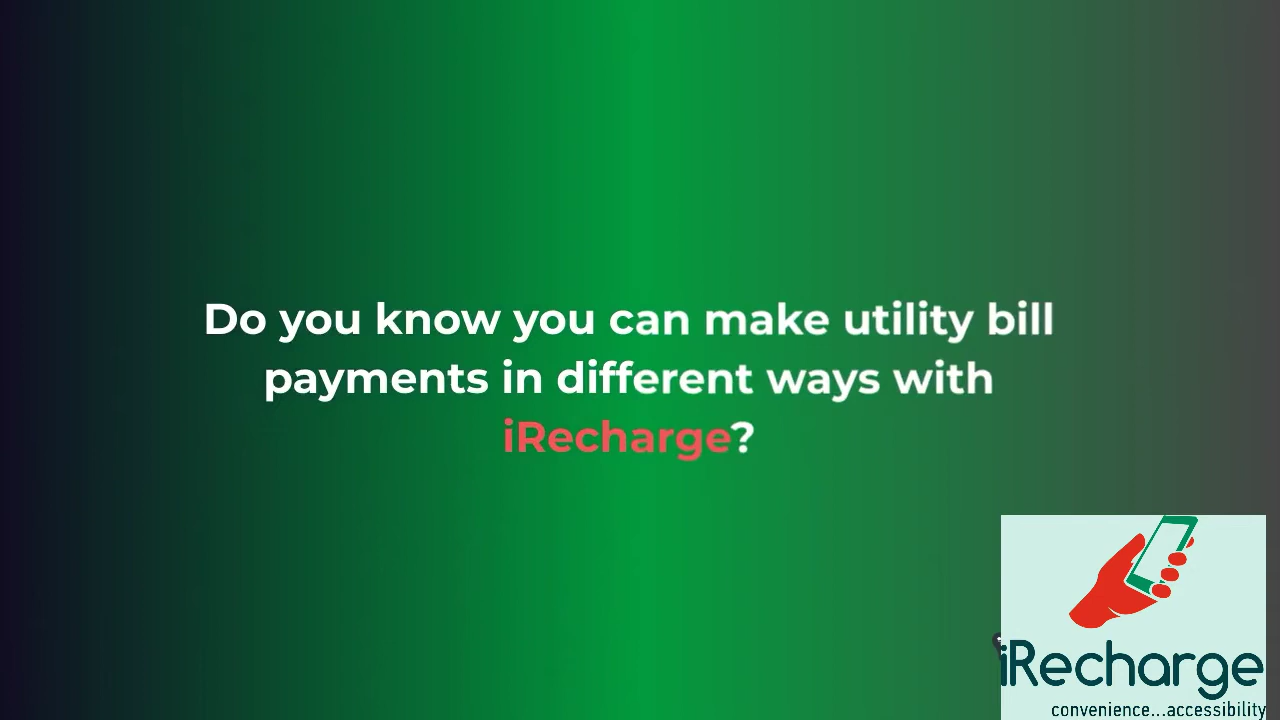 Do you know you can make utility bill
payments in different ways with
iRecharge?
iRecharge
convenience...accessibility